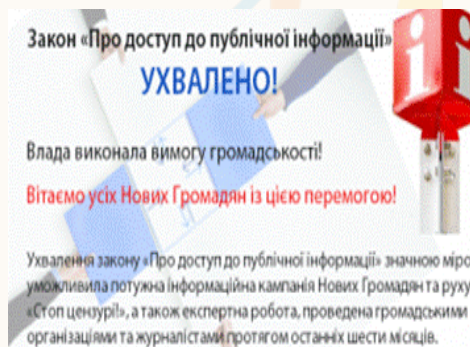 Закон «Про доступ до публічної інформації»
УХВАЛЕНО!
Влада виконала вимогу громадськості!
Вітаємо усіх Нових Громадян із цією перемогою!
Ухвалення закону «Про доступ до публічної інформації» значною міро
уможливила потужна інформаційна кампанія Нових Громадян та руху
«Стоп цензурі!», а також експертна робота, проведена громадськими
організаціями та журналістами протягом останніх шести місяців.